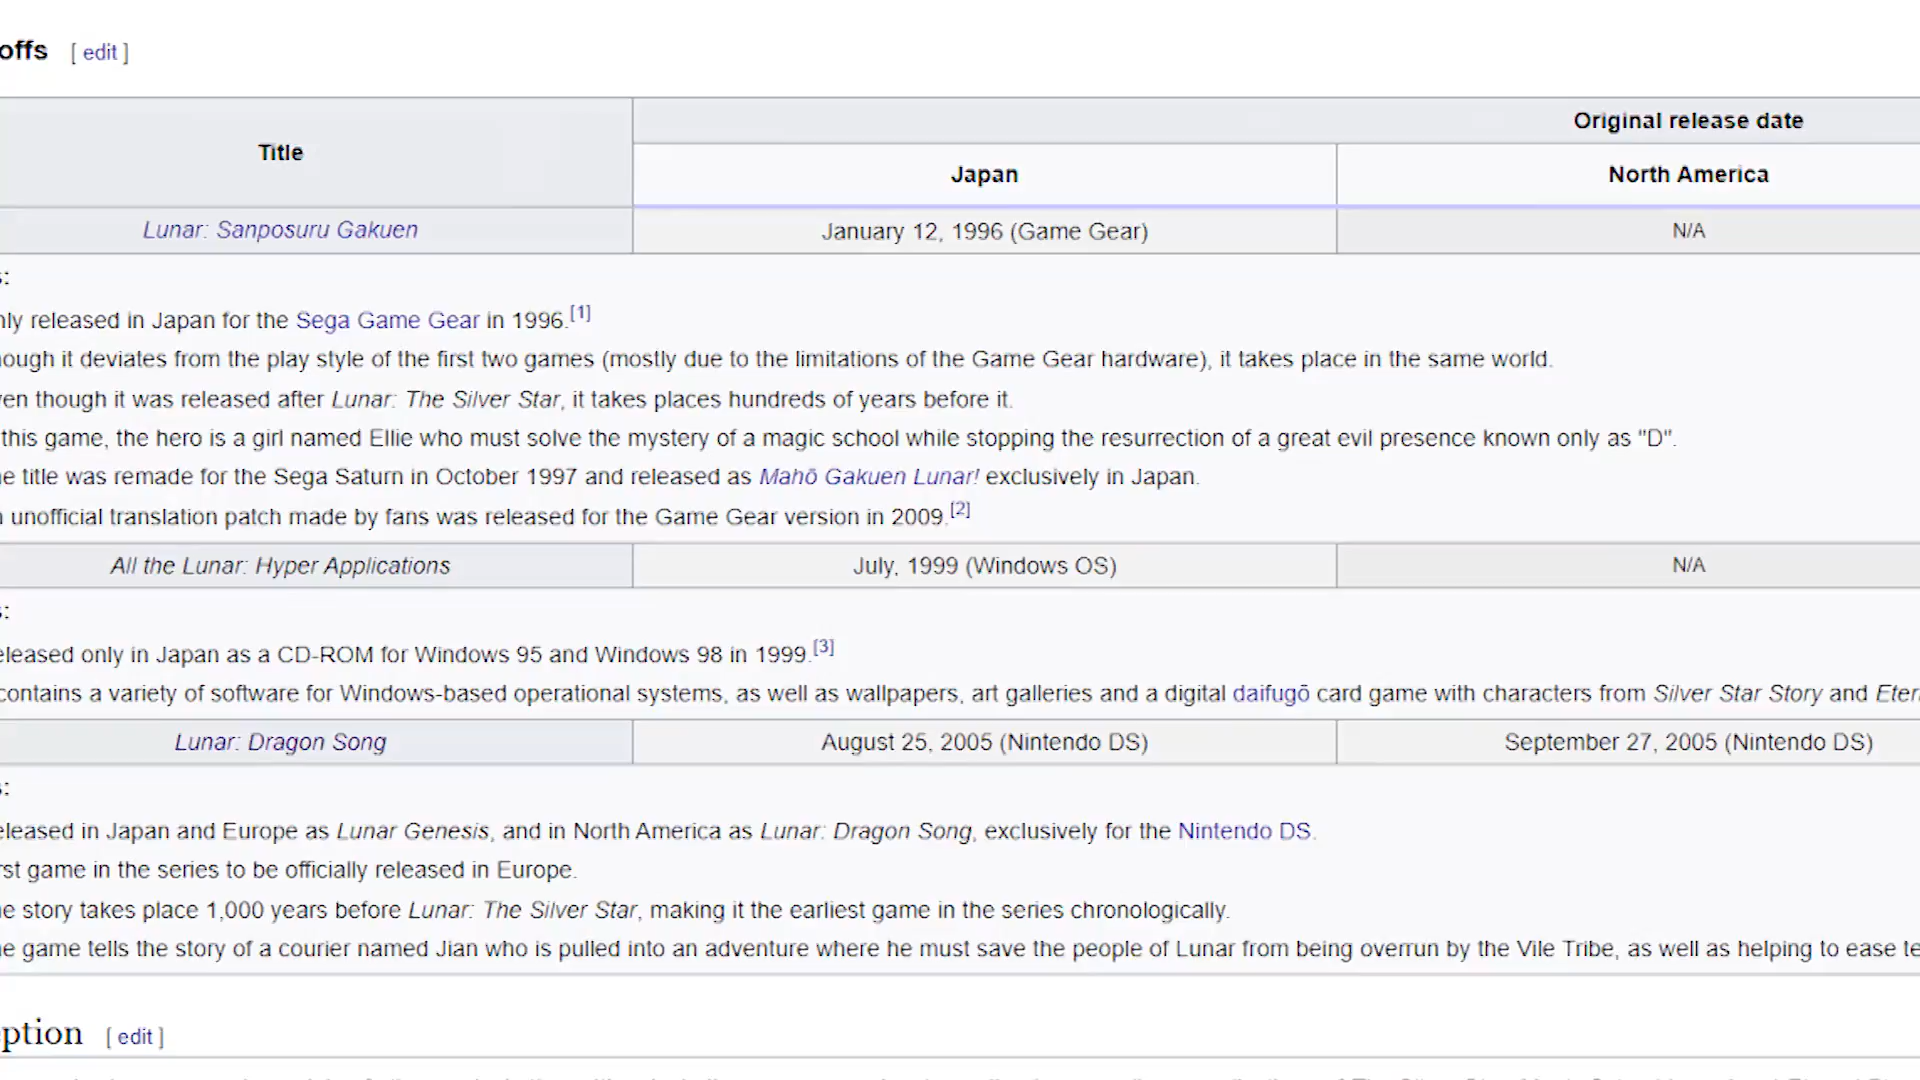 offs [ edit ]
Original release date
Title
Japan North America
Lunar: Sanposuru Gakuen January 12, 1996 (Game Gear) N/A
:
released in Japan for the Sega Game Gear in 1996.[1]
it deviates from the play style of the first two games (mostly due to the limitations of the Game Gear hardware), it takes place in the same world.
though it was released after Lunar: The Silver Star, it takes places hundreds of years before it.
this game, the hero is a girl named Ellie who must solve the mystery of a magic school while stopping the resurrection of a great evil presence known only as "D".
title was remade for the Sega Saturn in October 1997 and released as Mahō Gakuen Lunar! exclusively in Japan.
unofficial translation patch made by fans was released for the Game Gear version in 2009.[2]
All the Lunar: Hyper Applications July, 1999 (Windows OS) N/A
:
eleased only in Japan as a CD-ROM for Windows 95 and Windows 98 in 1999.[3]
contains a variety of software for Windows-based operational systems, as well as wallpapers, art galleries and a digital daifugō card game with characters from Silver Star Story and Eter
Lunar: Dragon Song August 25, 2005 (Nintendo DS) September 27, 2005 (Nintendo DS)
:
eleased in Japan and Europe as Lunar Genesis, and in North America as Lunar: Dragon Song, exclusively for the Nintendo DS.
rst game in the series to be officially released in Europe.
e story takes place 1,000 years before Lunar: The Silver Star, making it the earliest game in the series chronologically.
e game tells the story of a courier named Jian who is pulled into an adventure where he must save the people of Lunar from being overrun by the Vile Tribe, as well as helping to ease te
ption [ edit ]